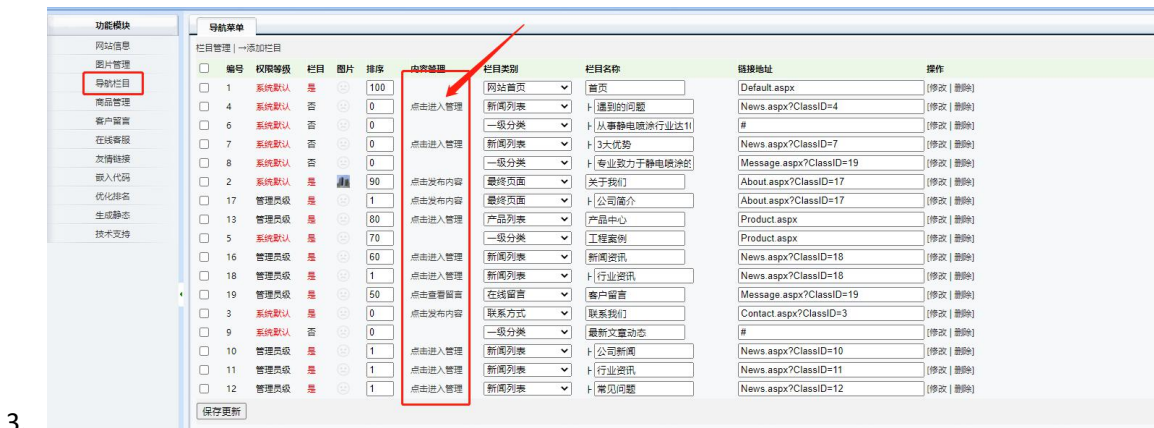 功能模块
网站信息
图片管理
导航栏目
商品管理
客户留言
在线客服
友情链接
嵌入代码
优化排名
生成静态
技术支持
导航菜单
栏目管理 | →添加栏目
编号 权限等级 栏目 图片 排序 内容管理 栏目类别 栏目名称 链接地址 操作
1 系统默认 是 100 网站首页 首页 Default.aspx [修改 | 删除]
4 系统默认 否 0 点击进入管理 新闻列表 ├ 遇到的问题 News.aspx?ClassID=4 [修改 | 删除]
6 系统默认 否 0 一级分类 ├ 从事静电喷涂行业达1( # [修改 | 删除]
7 系统默认 否 0 点击进入管理 新闻列表 ├ 3大优势 News.aspx?ClassID=7 [修改 | 删除]
8 系统默认 否 0 一级分类 ├ 专业致力于静电喷涂的 Message.aspx?ClassID=19 [修改 | 删除]
2 系统默认 是 90 点击发布内容 最终页面 关于我们 About.aspx?ClassID=17 [修改 | 删除]
17 管理员级 是 1 点击发布内容 最终页面 ├ 公司简介 About.aspx?ClassID=17 [修改 | 删除]
13 管理员级 是 80 点击进入管理 产品列表 产品中心 Product.aspx [修改 | 删除]
5 系统默认 是 70 一级分类 工程案例 Product.aspx [修改 | 删除]
16 管理员级 是 60 点击进入管理 新闻列表 新闻资讯 News.aspx?ClassID=18 [修改 | 删除]
18 管理员级 是 1 点击进入管理 新闻列表 ├ 行业资讯 News.aspx?ClassID=18 [修改 | 删除]
19 管理员级 是 50 点击查看留言 在线留言 客户留言 Message.aspx?ClassID=19 [修改 | 删除]
3 系统默认 是 0 点击发布内容 联系方式 联系我们 Contact.aspx?ClassID=3 [修改 | 删除]
9 系统默认 否 0 一级分类 最新文章动态 # [修改 | 删除]
10 管理员级 是 1 点击进入管理 新闻列表 ├ 公司新闻 News.aspx?ClassID=10 [修改 | 删除]
11 管理员级 是 1 点击进入管理 新闻列表 ├ 行业资讯 News.aspx?ClassID=11 [修改 | 删除]
12 管理员级 是 1 点击进入管理 新闻列表 ├ 常见问题 News.aspx?ClassID=12 [修改 | 删除]
保存更新
3